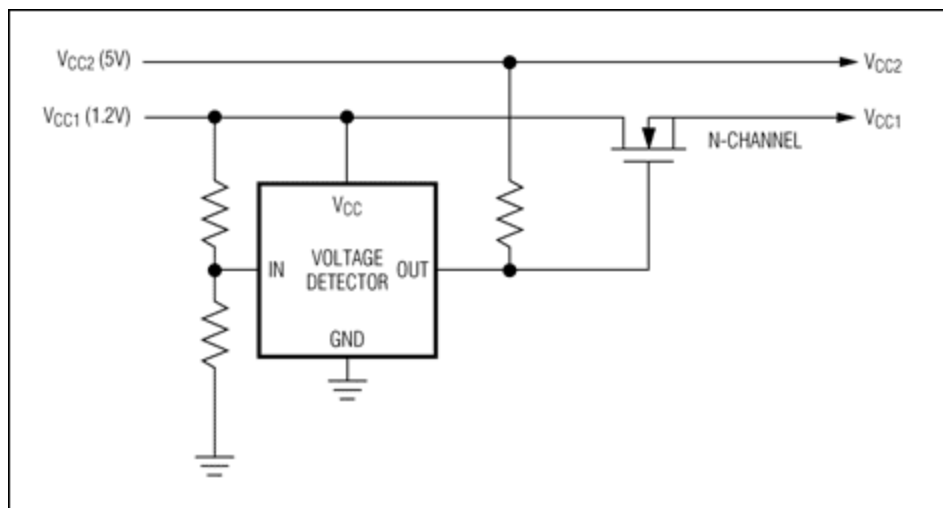 VCC2 (5V)
VCC2
VCC1 (1.2V)
VCC1
N-CHANNEL
VCC
IN
VOLTAGE
DETECTOR
OUT
GND